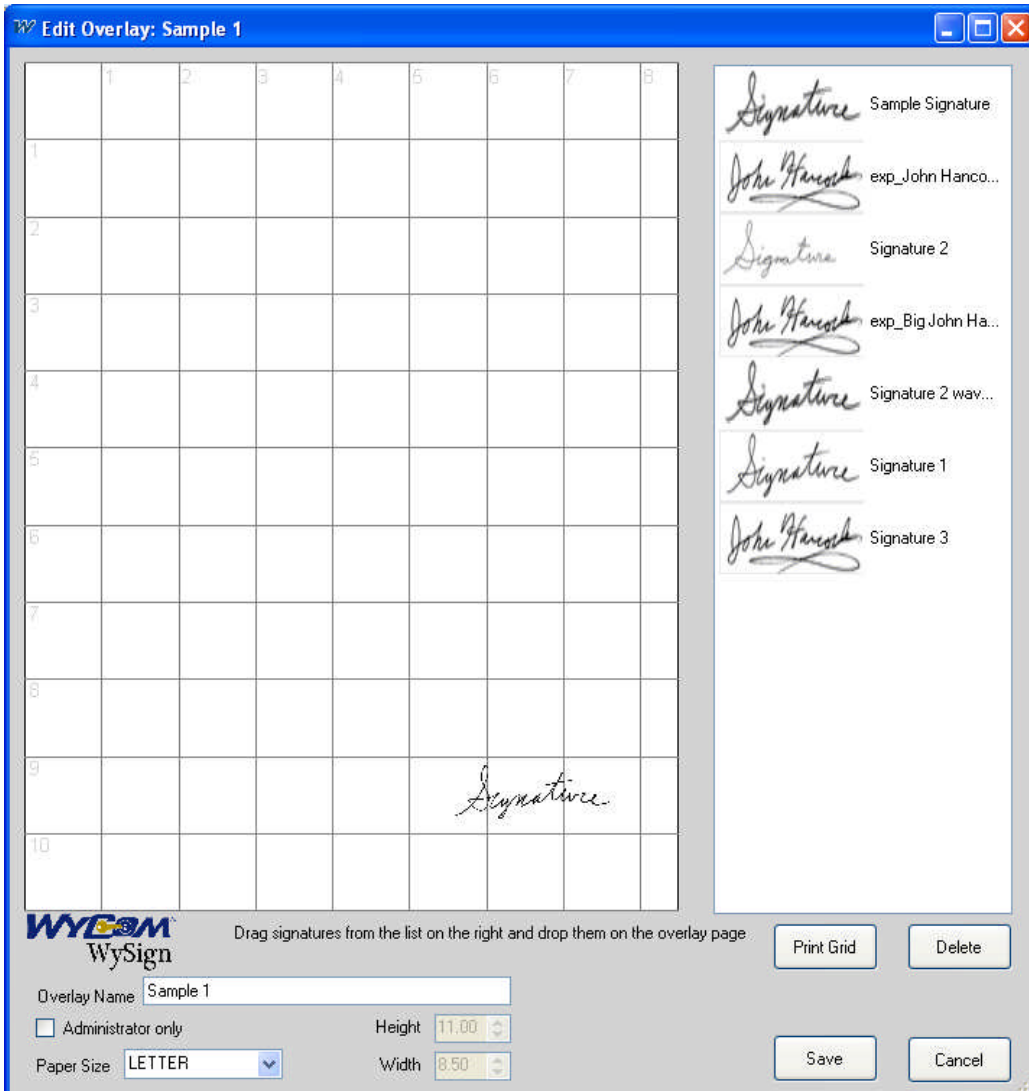 Edit Overlay: Sample 1
1 2 3 4 5 6 7 8
1
2
3
4
5
6
7
8
9
10
Signature
Signature Sample Signature
John Hancock exp_John Hanco...
Signature Signature 2
John Hancock exp_Big John Ha...
Signature Signature 2 wav...
Signature Signature 1
John Hancock Signature 3
WYCOM
WySign
Drag signatures from the list on the right and drop them on the overlay page
Print Grid Delete
Overlay Name Sample 1
Administrator only Height 11.00
Paper Size LETTER Width 8.50
Save Cancel